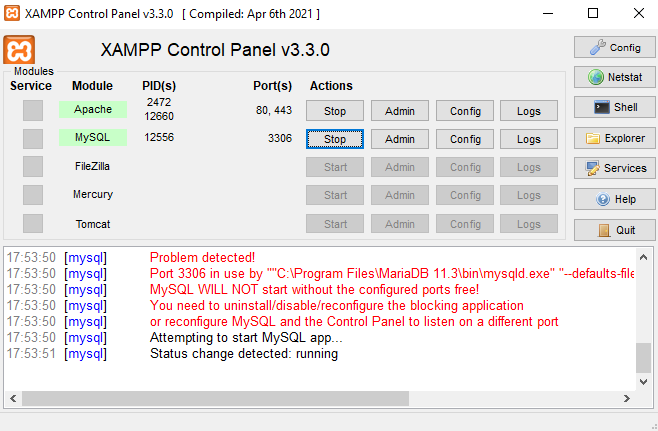 XAMPP Control Panel v3.3.0 [ Compiled: Apr 6th 2021 ]
XAMPP Control Panel v3.3.0
Config
Modules
Service Module PID(s) Port(s) Actions
Netstat
Apache 2472 12660 80, 443 Stop Admin Config Logs
Shell
MySQL 12556 3306 Stop Admin Config Logs
Explorer
FileZilla Start Admin Config Logs
Services
Mercury Start Admin Config Logs
Help
Tomcat Start Admin Config Logs
Quit
17:53:50 [mysql] Problem detected!
17:53:50 [mysql] Port 3306 in use by ""C:\Program Files\MariaDB 11.3\bin\mysqld.exe" "--defaults-file
17:53:50 [mysql] MySQL WILL NOT start without the configured ports free!
17:53:50 [mysql] You need to uninstall/disable/reconfigure the blocking application
17:53:50 [mysql] or reconfigure MySQL and the Control Panel to listen on a different port
17:53:50 [mysql] Attempting to start MySQL app...
17:53:51 [mysql] Status change detected: running